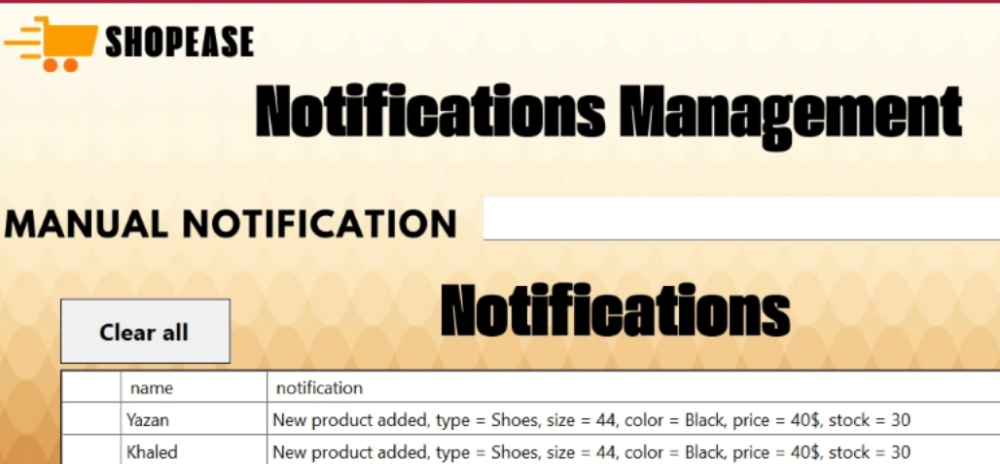 SHOPEASE
Notifications Management
MANUAL NOTIFICATION
Notifications
Clear all
name notification
Yazan New product added, type = Shoes, size = 44, color = Black, price = 40$, stock = 30
Khaled New product added, type = Shoes, size = 44, color = Black, price = 40$, stock = 30